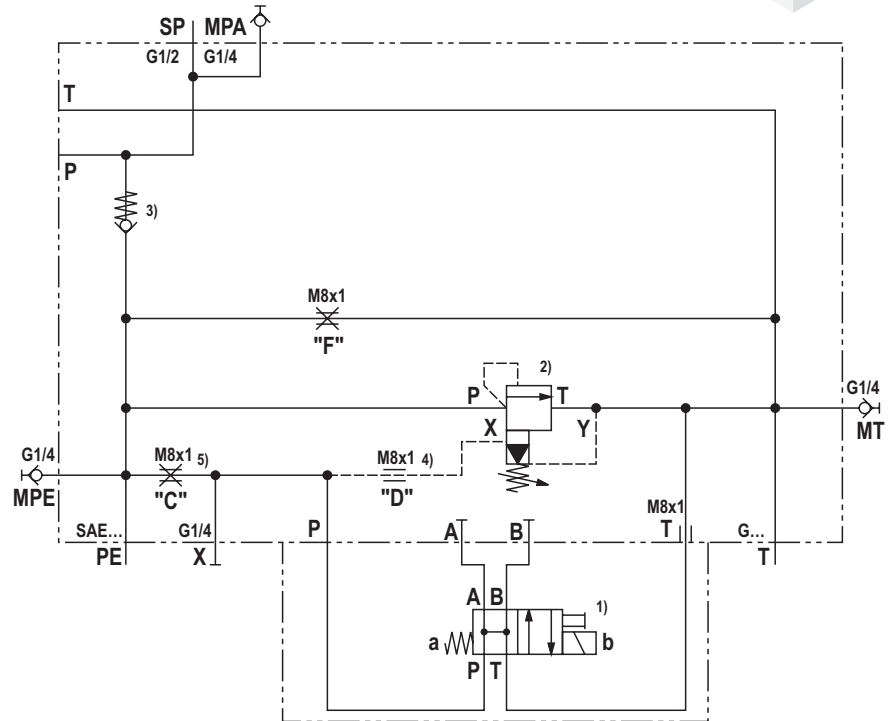 SP MPA
G1/2 G1/4
T
P
3)
M8x1
"F"
2)
P T
G1/4
X Y
MT
G1/4 M8x1 5) M8x1 4)
MPE "C" "D"
M8x1
SAE... G1/4 P A B T G...
PE X T
A B 1)
a b
P T